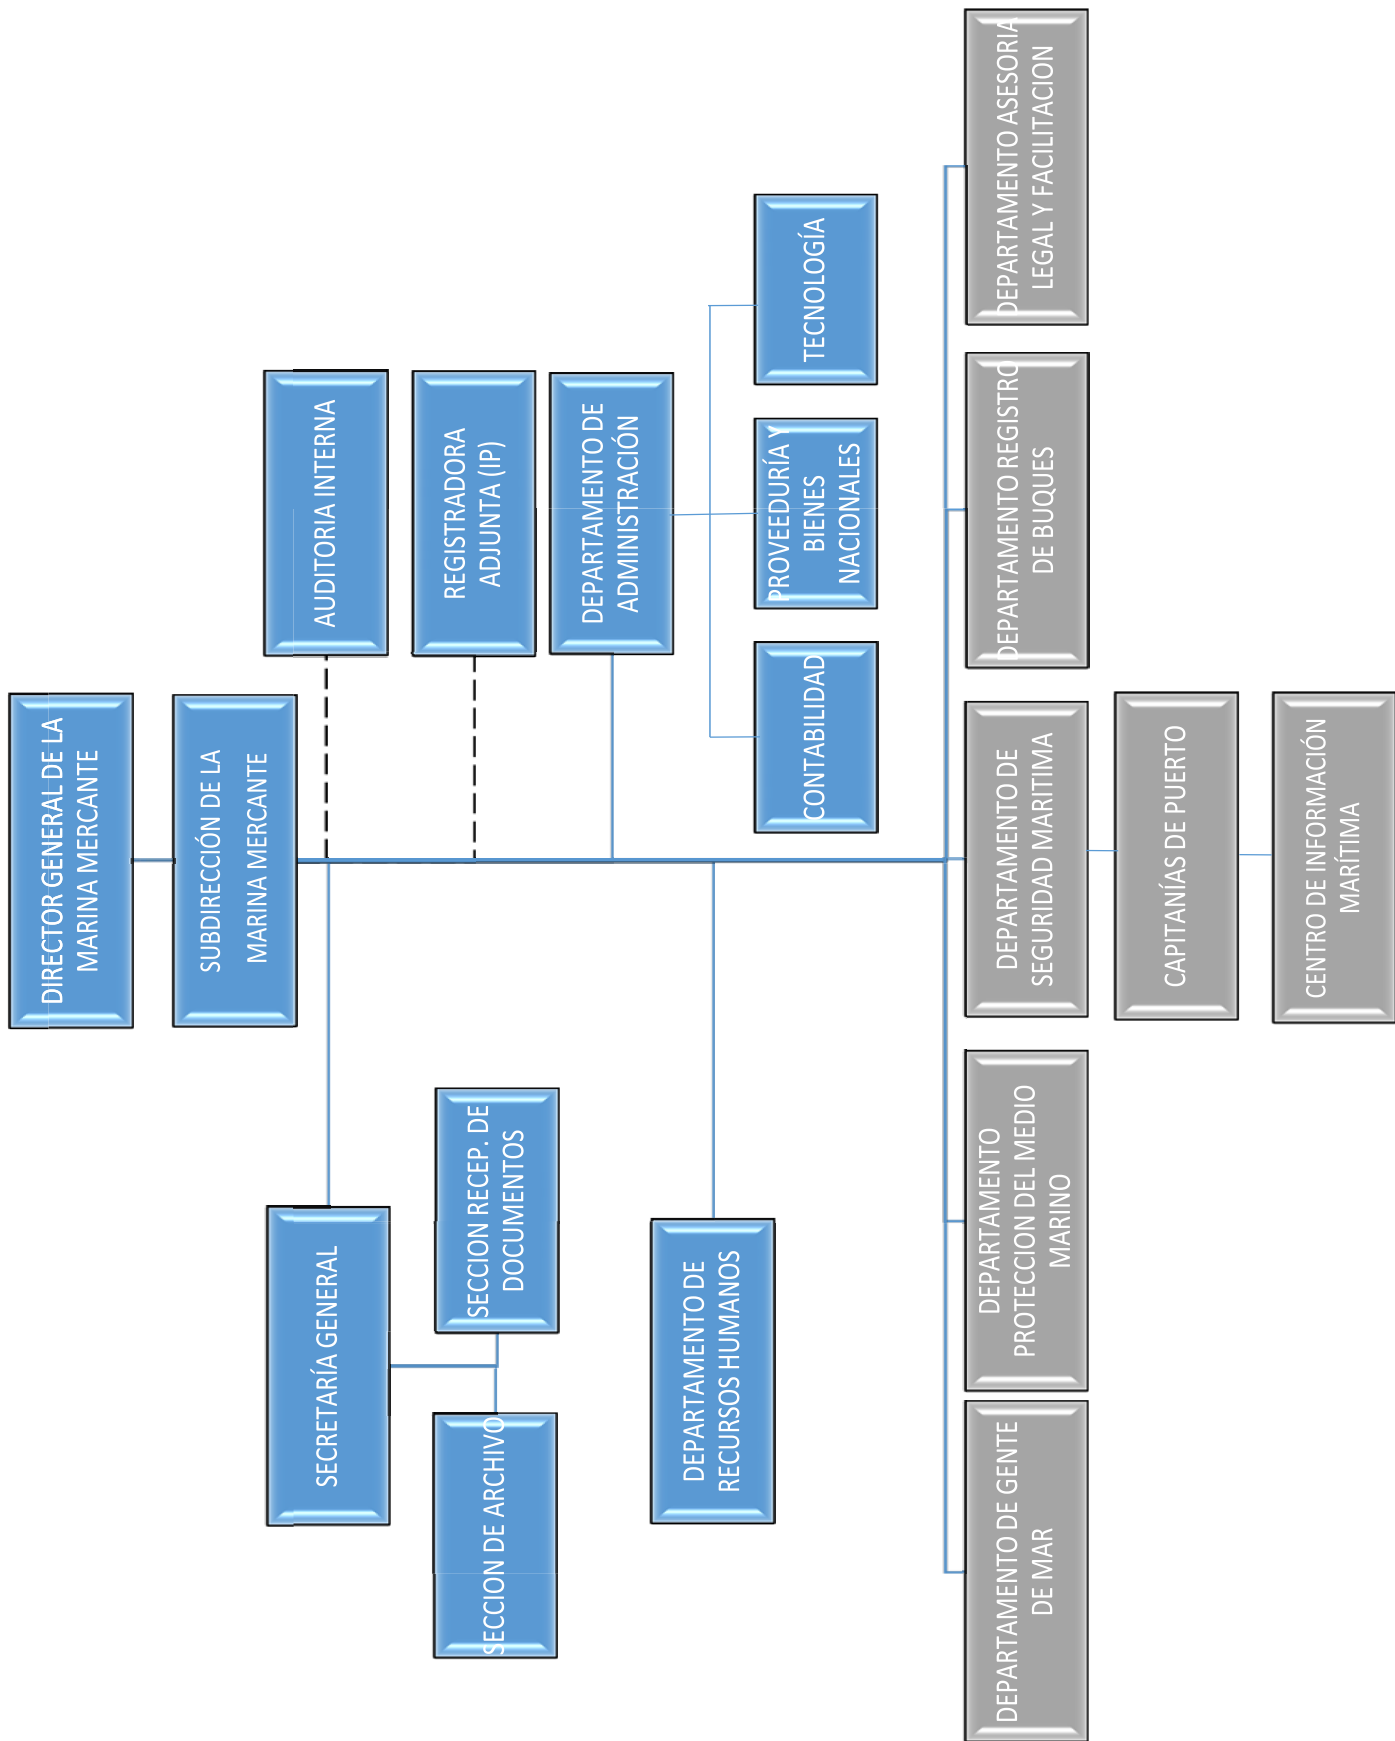 DIRECTOR GENERAL DE LA
MARINA MERCANTE
SUBDIRECCIÓN DE LA
MARINA MERCANTE
SECRETARÍA GENERAL
AUDITORIA INTERNA
SECCION DE ARCHIVO
SECCION RECEP. DE
DOCUMENTOS
REGISTRADORA
ADJUNTA (IP)
DEPARTAMENTO DE
ADMINISTRACIÓN
DEPARTAMENTO DE
RECURSOS HUMANOS
CONTABILIDAD
PROVEEDURÍA Y
BIENES
NACIONALES
TECNOLOGÍA
DEPARTAMENTO DE GENTE
DE MAR
DEPARTAMENTO
PROTECCION DEL MEDIO
MARINO
DEPARTAMENTO DE
SEGURIDAD MARITIMA
DEPARTAMENTO REGISTRO
DE BUQUES
DEPARTAMENTO ASESORIA
LEGAL Y FACILITACION
CAPITANÍAS DE PUERTO
CENTRO DE INFORMACIÓN
MARÍTIMA